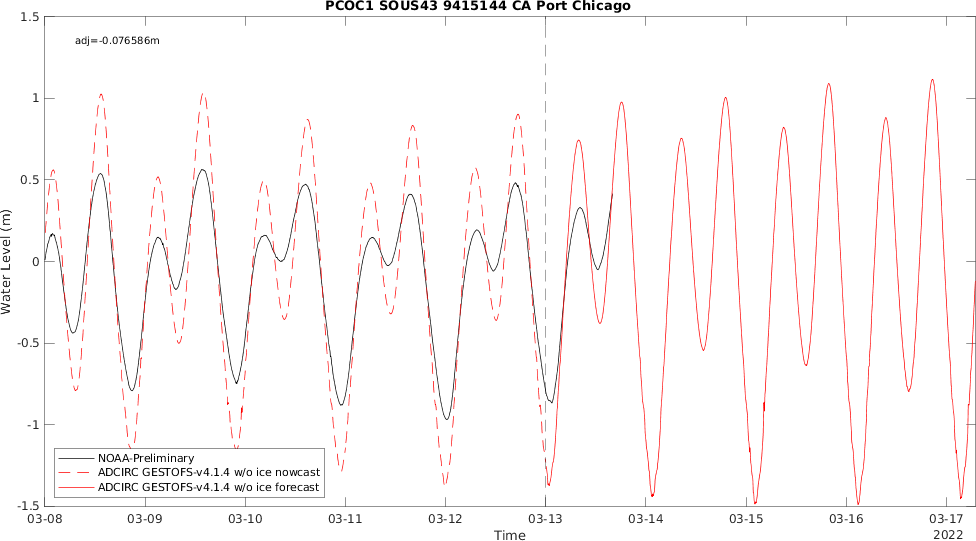 PCOC1 SOUS43 9415144 CA Port Chicago
adj=-0.076586m
Water Level (m)
1.5
1
0.5
0
-0.5
-1
-1.5
NOAA-Preliminary
ADCIRC GESTOFS-v4.1.4 w/o ice nowcast
ADCIRC GESTOFS-v4.1.4 w/o ice forecast
03-08 03-09 03-10 03-11 03-12 03-13 03-14 03-15 03-16 03-17
2022
Time